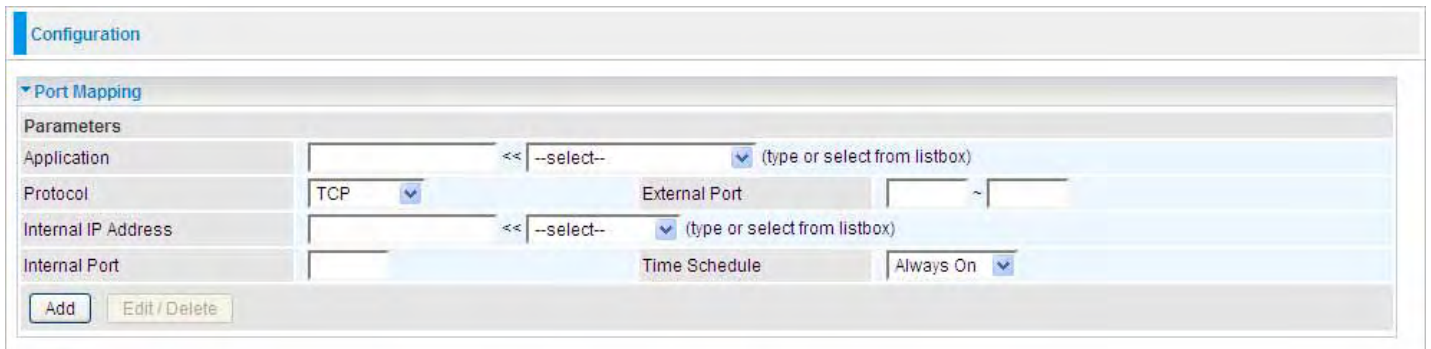 Configuration
Port Mapping
Parameters
Application << --select-- (type or select from listbox)
Protocol TCP External Port ~
Internal IP Address << --select-- (type or select from listbox)
Internal Port Time Schedule Always On
Add Edit / Delete